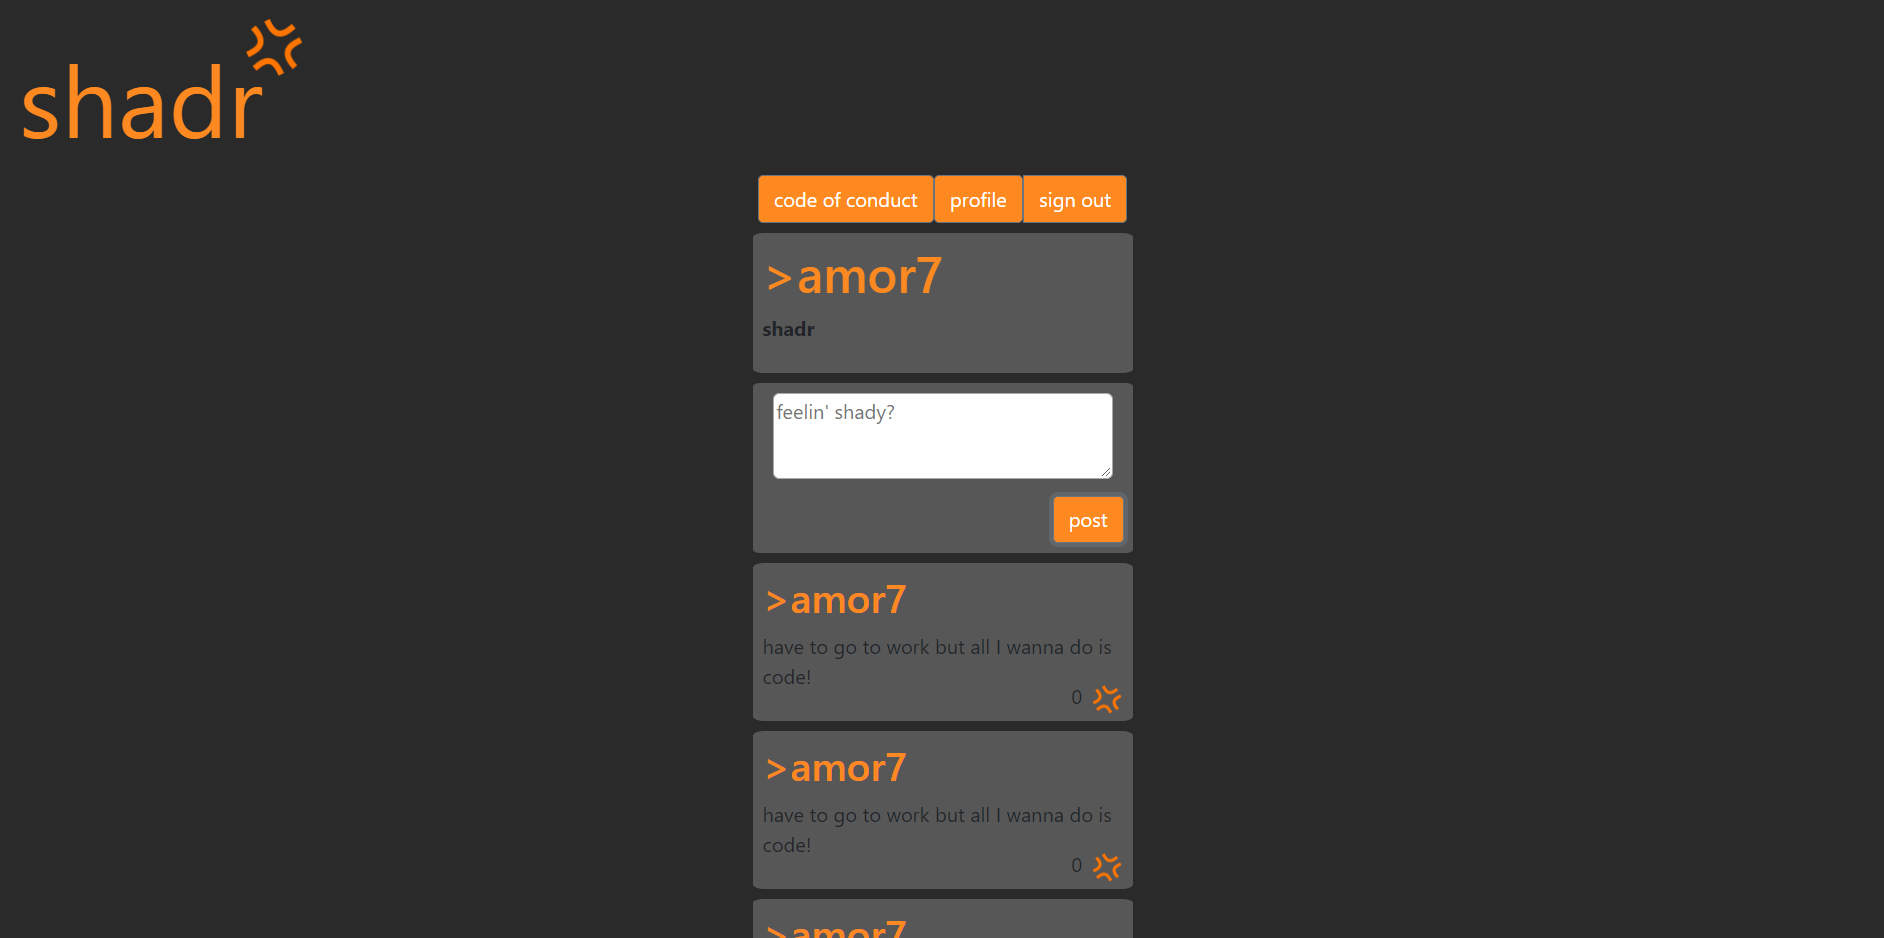 shadr
code of conduct profile sign out
>amor7
shadr
feelin' shady?
post
>amor7
have to go to work but all I wanna do is
code!
0
>amor7
have to go to work but all I wanna do is
code!
0
>amor7